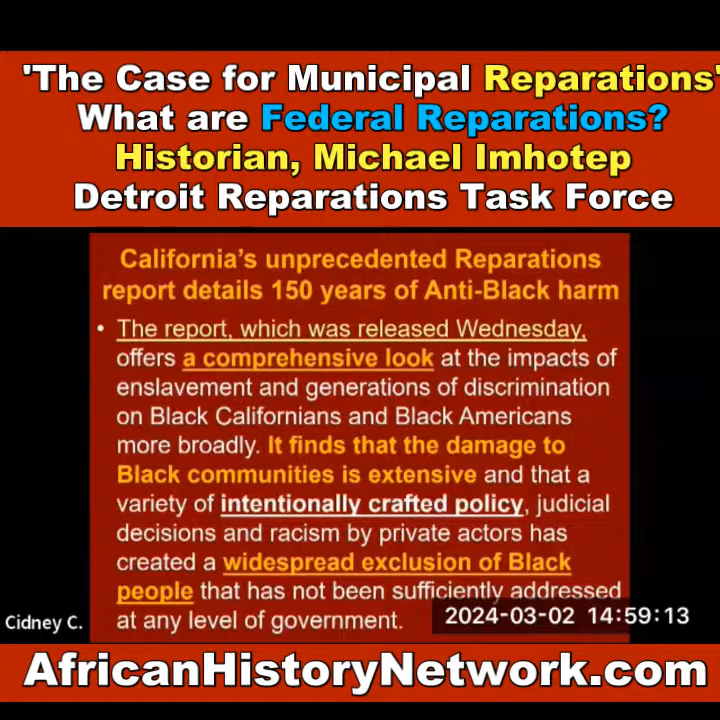 'The Case for Municipal Reparations'
What are Federal Reparations?
Historian, Michael Imhotep
Detroit Reparations Task Force
California's unprecedented Reparations
report details 150 years of Anti-Black harm
• The report, which was released Wednesday,
offers a comprehensive look at the impacts of
enslavement and generations of discrimination
on Black Californians and Black Americans
more broadly. It finds that the damage to
Black communities is extensive and that a
variety of intentionally crafted policy, judicial
decisions and racism by private actors has
created a widespread exclusion of Black
people that has not been sufficiently addressed
at any level of government.
Cidney C.
2024-03-02 14:59:13
AfricanHistoryNetwork.com